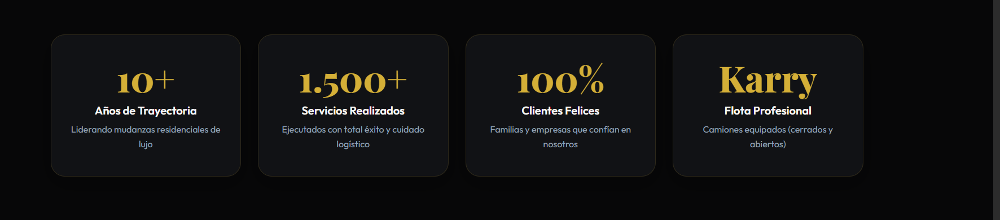 10+
Años de Trayectoria
Liderando mudanzas residenciales de
lujo
1.500+
Servicios Realizados
Ejecutados con total éxito y cuidado
logístico
100%
Clientes Felices
Familias y empresas que confían en
nosotros
Karry
Flota Profesional
Camiones equipados (cerrados y
abiertos)